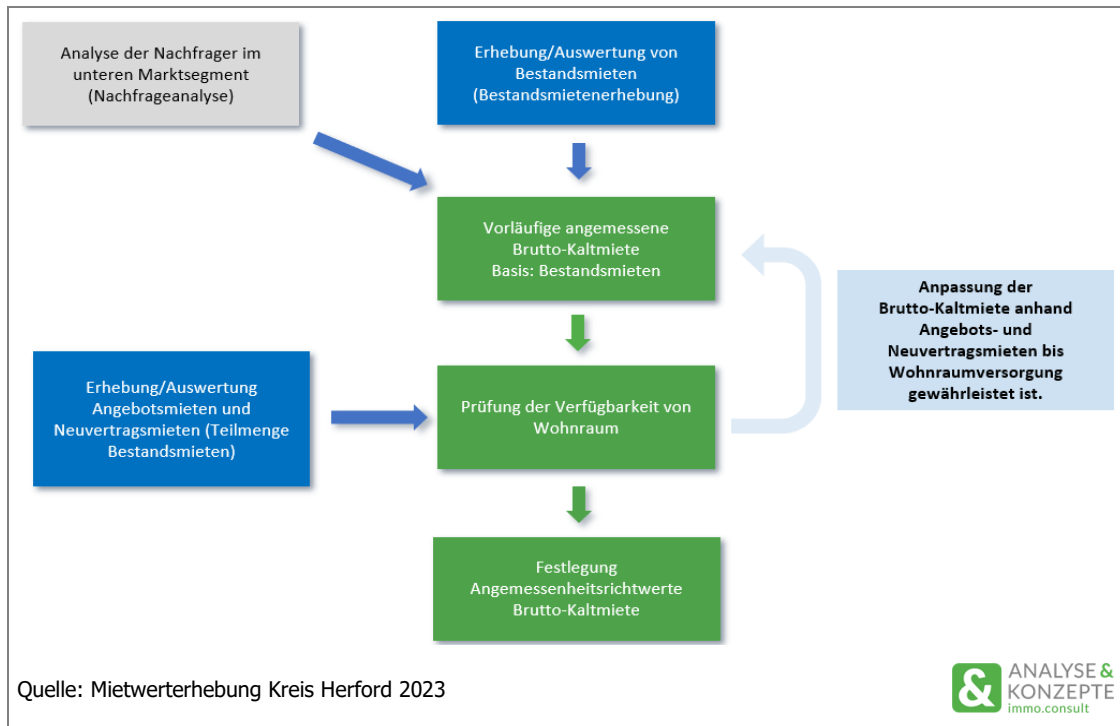 Analyse der Nachfrager im
unteren Marktsegment
(Nachfrageanalyse)
Erhebung/Auswertung von
Bestandsmieten
(Bestandsmietenerhebung)
Vorläufige angemessene
Brutto-Kaltmiete
Basis: Bestandsmieten
Anpassung der
Brutto-Kaltmiete anhand
Angebots- und
Neuvertragsmieten bis
Wohnraumversorgung
gewährleistet ist.
Erhebung/Auswertung
Angebotsmieten und
Neuvertragsmieten (Teilmenge
Bestandsmieten)
Prüfung der Verfügbarkeit von
Wohnraum
Festlegung
Angemessenheitsrichtwerte
Brutto-Kaltmiete
Quelle: Mietwerterhebung Kreis Herford 2023
&
ANALYSE &
KONZEPTE
immo.consult